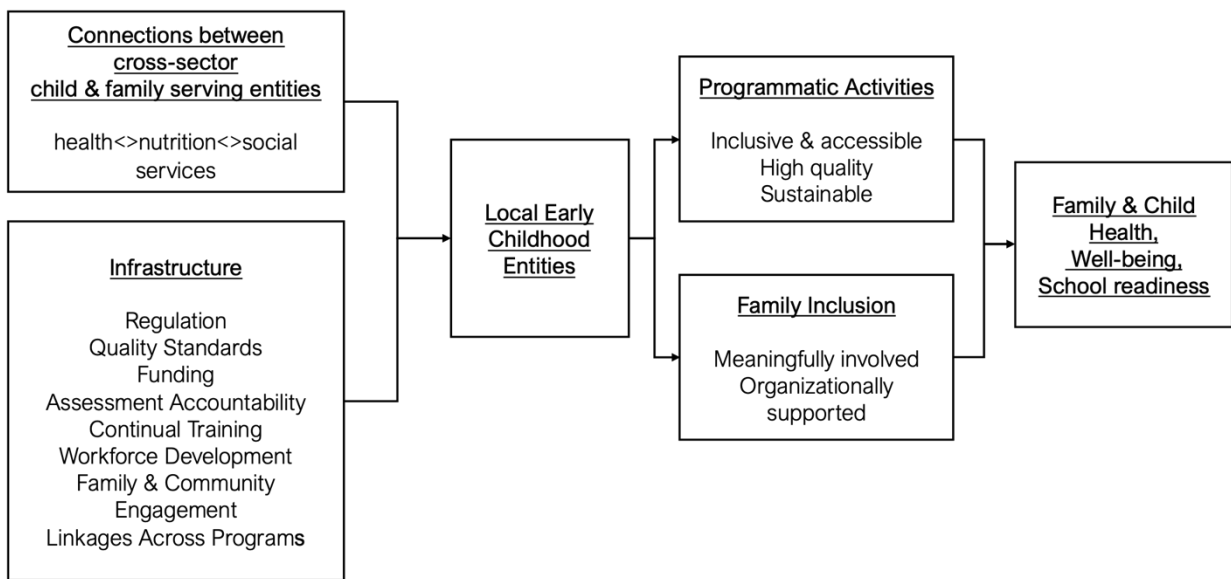 Connections between
cross-sector
child & family serving entities
health<>nutrition<>social
services
Infrastructure
Regulation
Quality Standards
Funding
Assessment Accountability
Continual Training
Workforce Development
Family & Community
Engagement
Linkages Across Programs
Local Early
Childhood
Entities
Programmatic Activities
Inclusive & accessible
High quality
Sustainable
Family Inclusion
Meaningfully involved
Organizationally
supported
Family & Child
Health,
Well-being,
School readiness